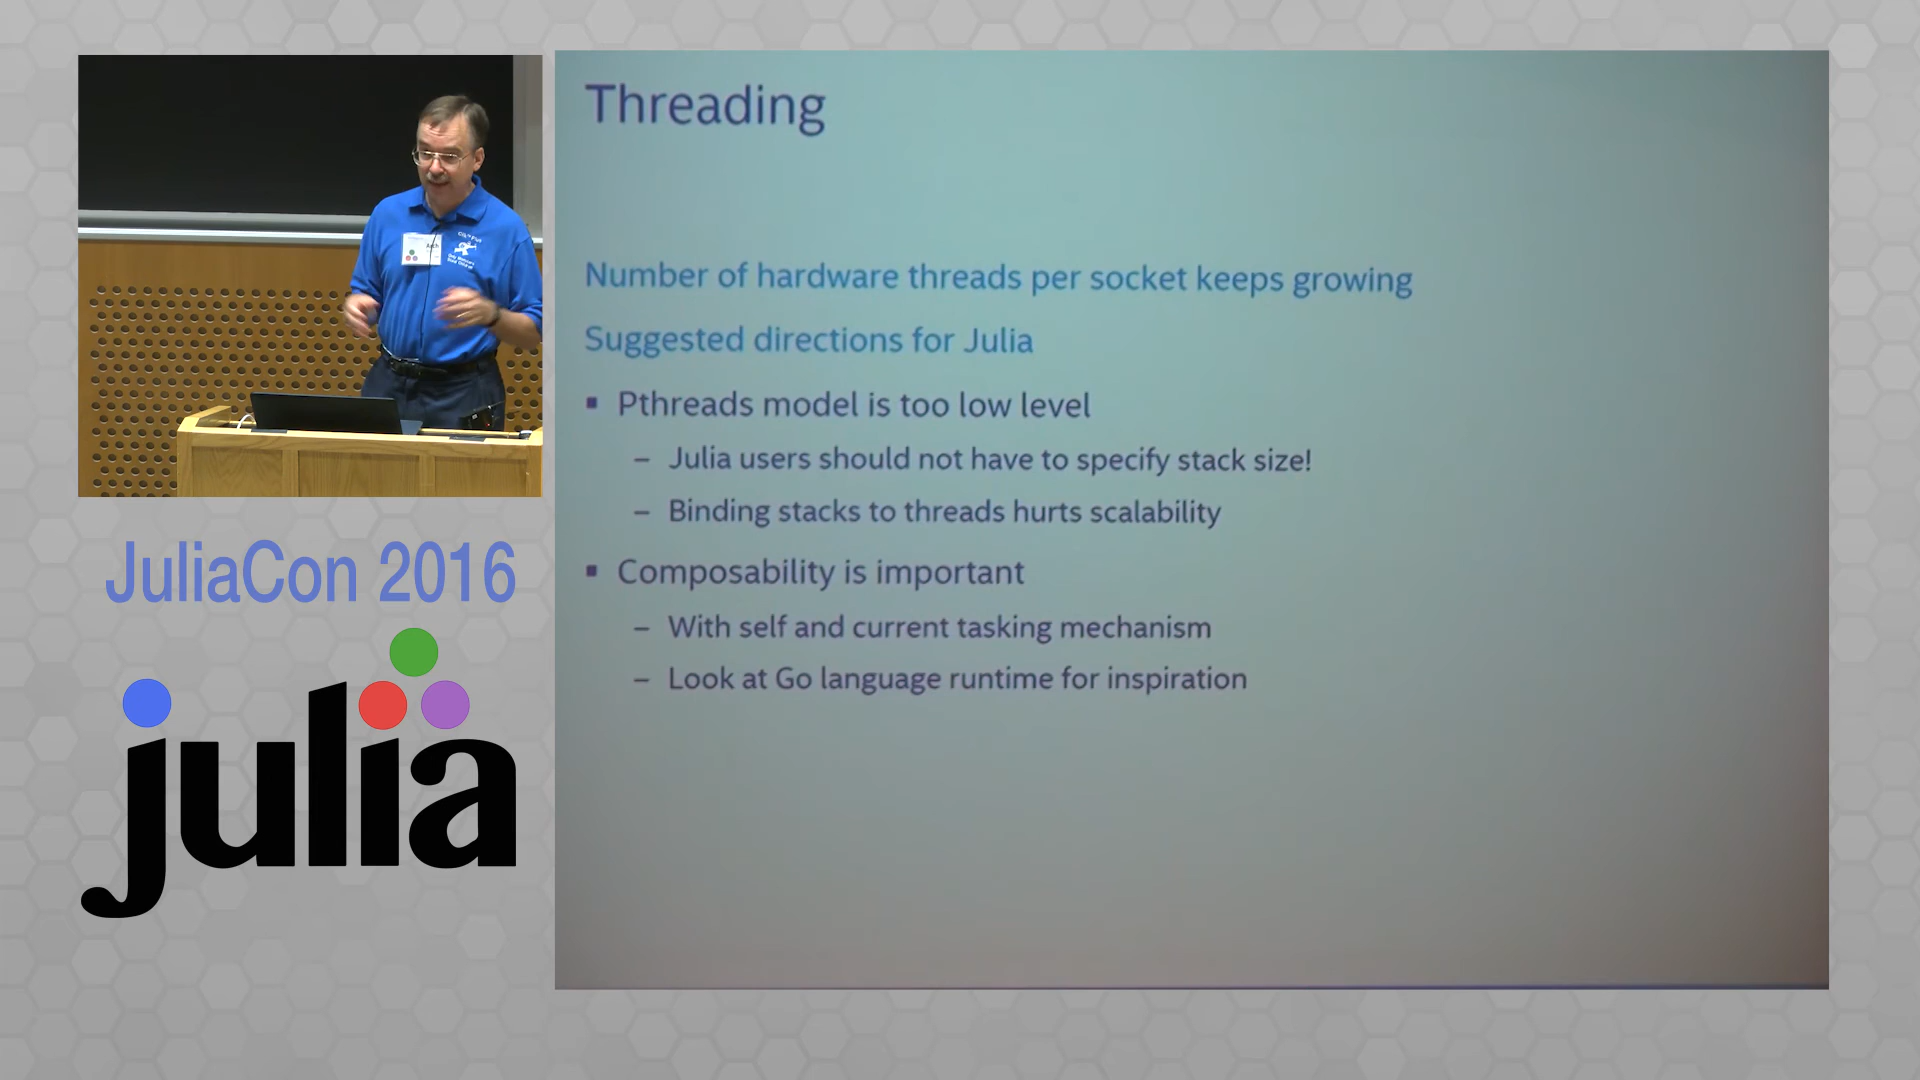 Threading
Number of hardware threads per socket keeps growing
Suggested directions for Julia
▪ Pthreads model is too low level
– Julia users should not have to specify stack size!
– Binding stacks to threads hurts scalability
▪ Composability is important
– With self and current tasking mechanism
– Look at Go language runtime for inspiration
Arch
JuliaCon 2016
julia